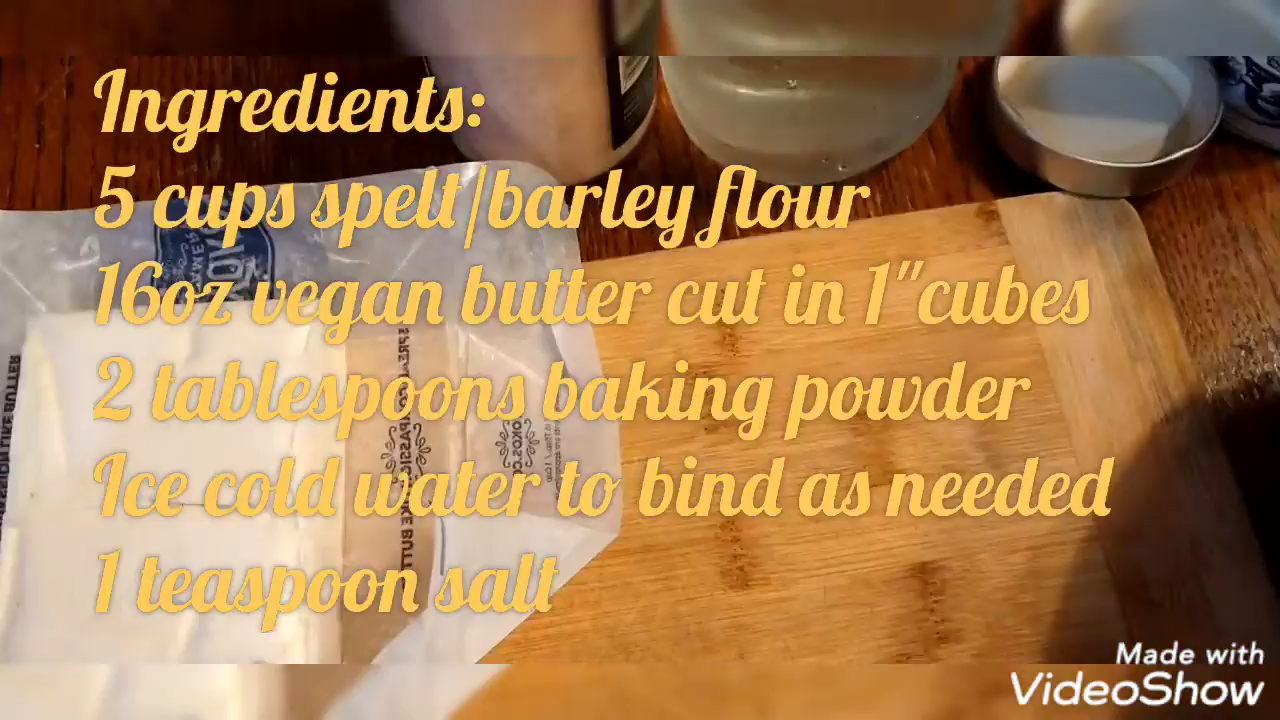 Ingredients:
5 cups spelt/barley flour
16oz vegan butter cut in 1"cubes
2 tablespoons baking powder
Ice cold water to bind as needed
1 teaspoon salt
Made with
VideoShow